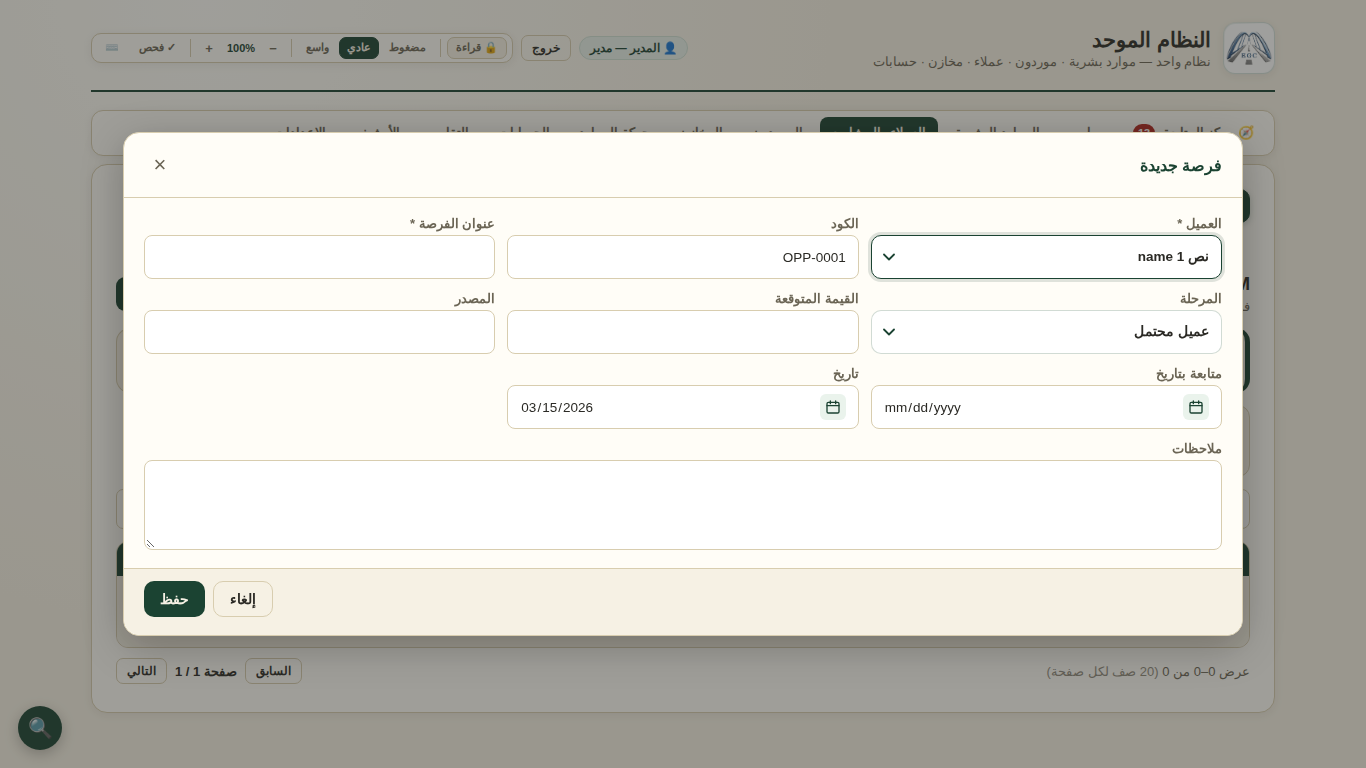 النظام الموحد
نظام واحد — موارد بشرية · موردون · عملاء · مخازن · حسابات
المدير — مدير
خروج
قراءة
مضغوط
عادي
واسع
− 100% +
✓ فحص
فرصة جديدة
×
العميل *
نص name 1
الكود
OPP-0001
عنوان الفرصة *
المرحلة
عميل محتمل
القيمة المتوقعة
المصدر
متابعة بتاريخ
mm/dd/yyyy
تاريخ
03/15/2026
ملاحظات
إلغاء
حفظ
عرض 0–0 من 0 (20 صف لكل صفحة)
السابق
صفحة 1 / 1
التالي